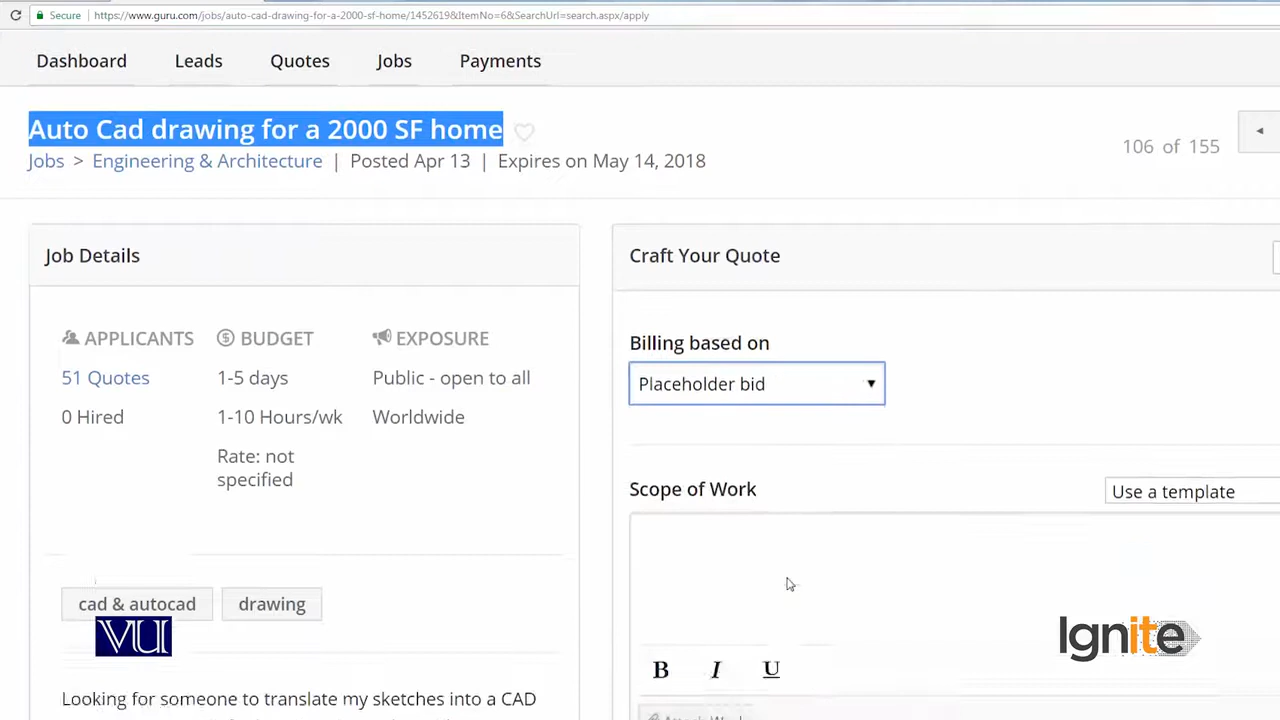 Secure | https://www.guru.com/jobs/auto-cad-drawing-for-a-2000-sf-home/1452619&ItemNo=6&SearchUrl=search.aspx/apply
Dashboard Leads Quotes Jobs Payments
Auto Cad drawing for a 2000 SF home
Jobs > Engineering & Architecture | Posted Apr 13 | Expires on May 14, 2018
106 of 155
Job Details
APPLICANTS BUDGET EXPOSURE
51 Quotes 1-5 days Public - open to all
0 Hired 1-10 Hours/wk Worldwide
Rate: not
specified
cad & autocad drawing
VU
Looking for someone to translate my sketches into a CAD
Craft Your Quote
Billing based on
Placeholder bid
Scope of Work Use a template
B I U
Ignite